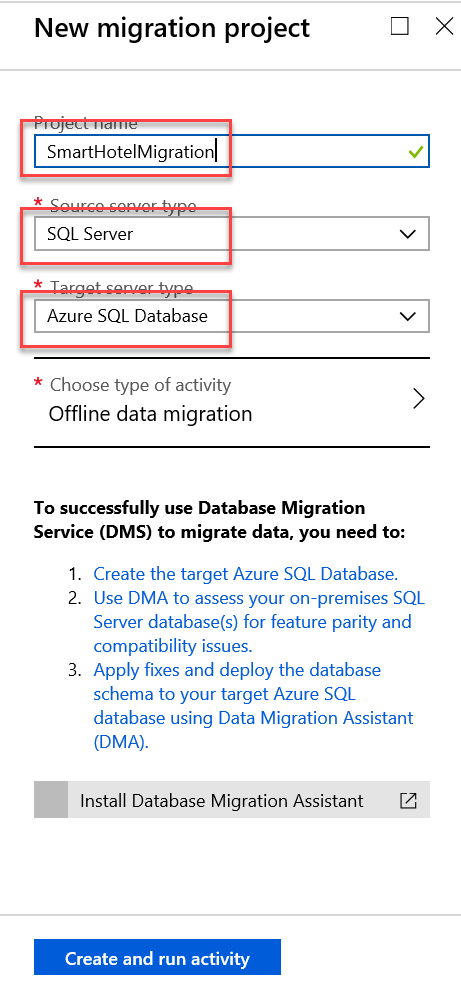 New migration project
Project name
SmartHotelMigration
* Source server type
SQL Server
* Target server type
Azure SQL Database
* Choose type of activity
Offline data migration
To successfully use Database Migration
Service (DMS) to migrate data, you need to:
1. Create the target Azure SQL Database.
2. Use DMA to assess your on-premises SQL
Server database(s) for feature parity and
compatibility issues.
3. Apply fixes and deploy the database
schema to your target Azure SQL
database using Data Migration Assistant
(DMA).
Install Database Migration Assistant
Create and run activity